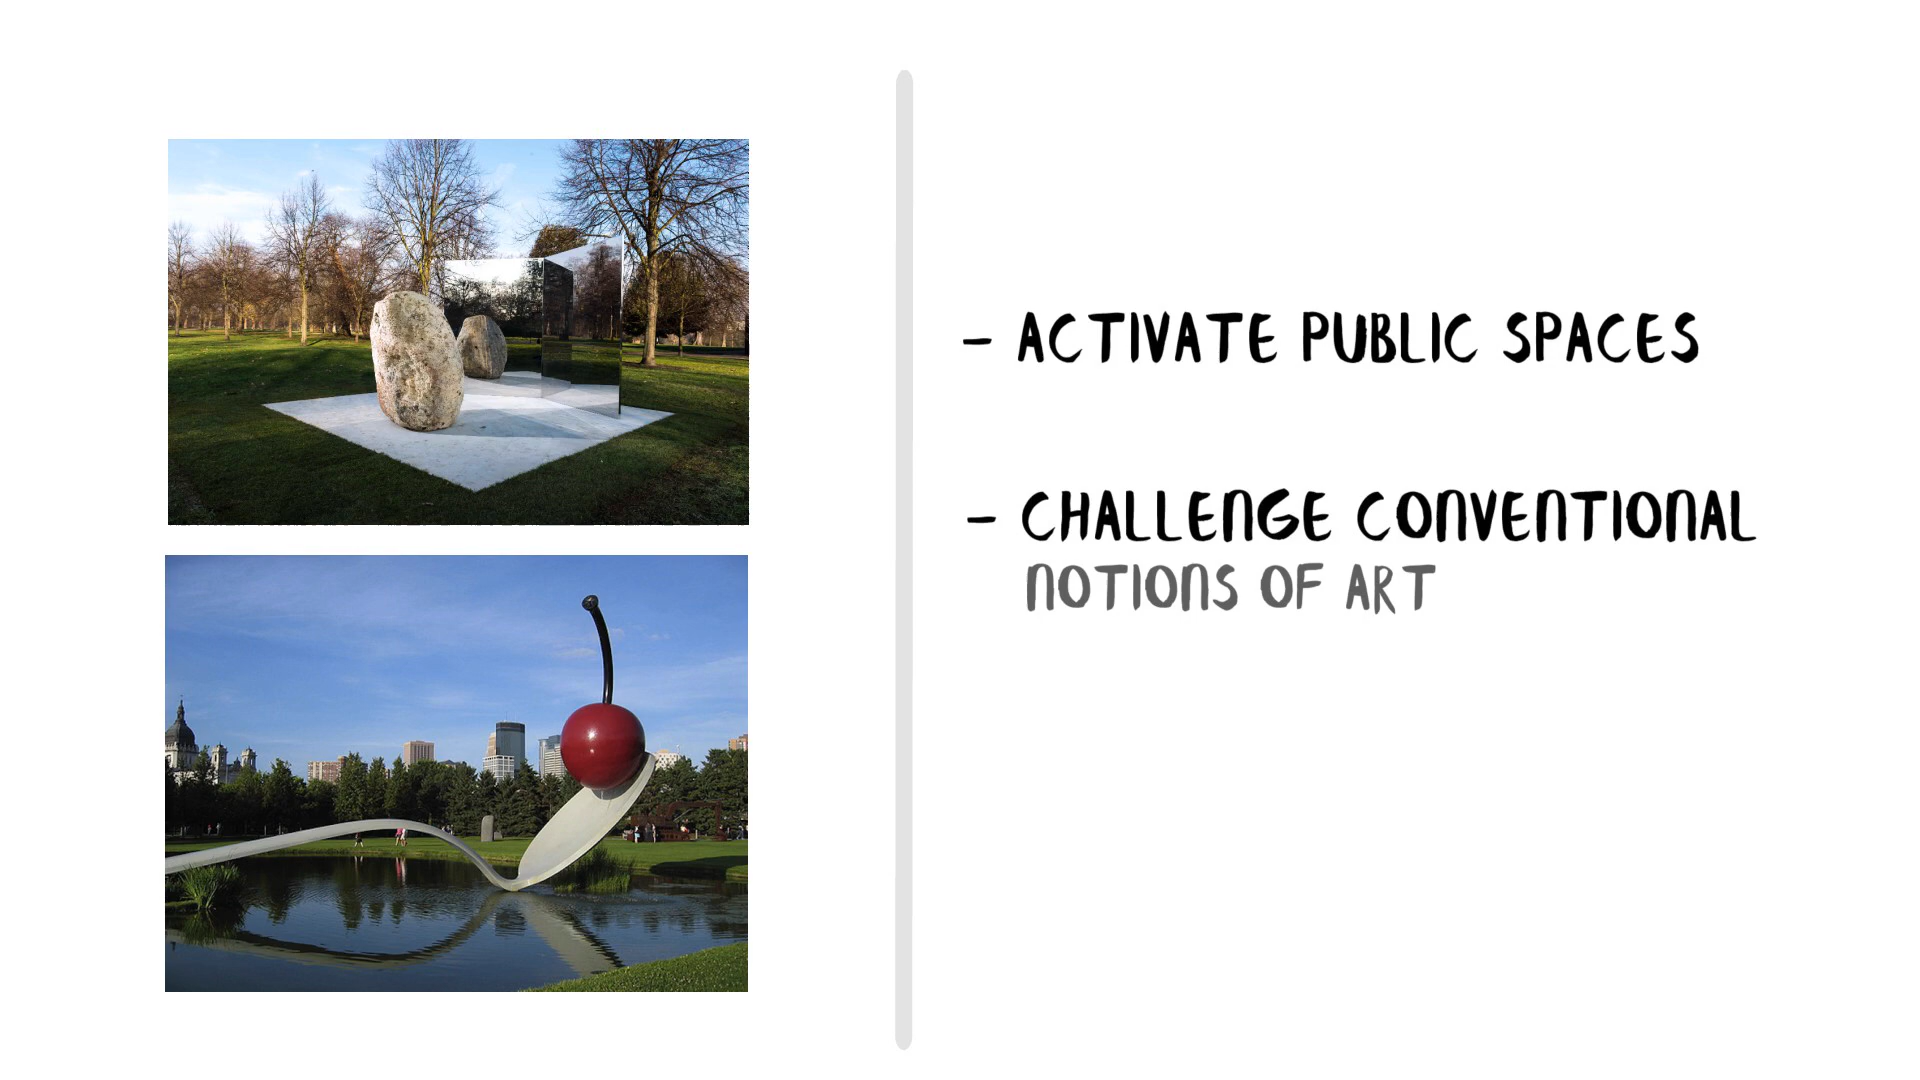 - ACTIVATE PUBLIC SPACES
- CHALLENGE CONVENTIONAL
NOTIONS OF ART